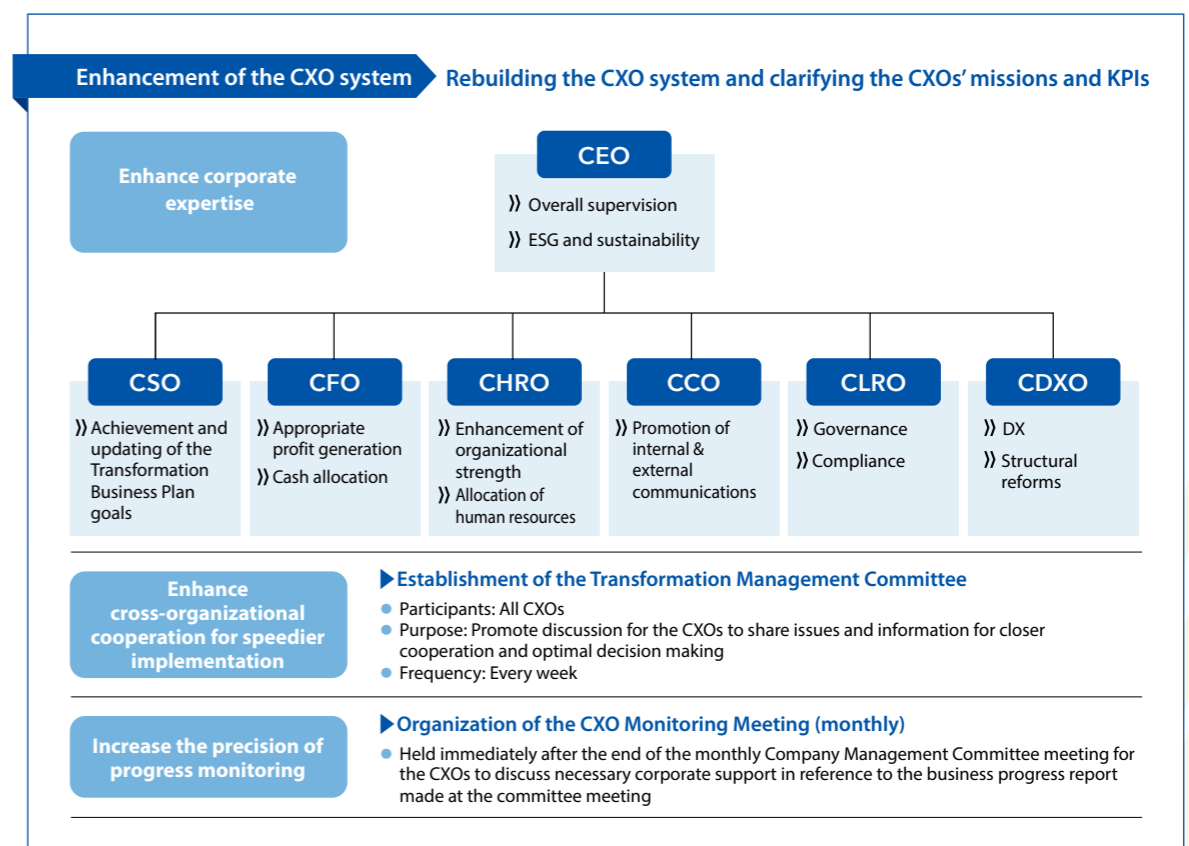 Enhancement of the CXO system
Rebuilding the CXO system and clarifying the CXOs' missions and KPIs
Enhance corporate
expertise
CEO
Overall supervision
ESG and sustainability
CSO
Achievement and
updating of the
Transformation
Business Plan
goals
CFO
Appropriate
profit generation
Cash allocation
CHRO
Enhancement of
organizational
strength
Allocation of
human resources
CCO
Promotion of
internal &
external
communications
CLRO
Governance
Compliance
CDXO
DX
Structural
reforms
Enhance
cross-organizational
cooperation for speedier
implementation
Establishment of the Transformation Management Committee
Participants: All CXOs
Purpose: Promote discussion for the CXOs to share issues and information for closer
cooperation and optimal decision making
Frequency: Every week
Increase the precision of
progress monitoring
Organization of the CXO Monitoring Meeting (monthly)
Held immediately after the end of the monthly Company Management Committee meeting for
the CXOs to discuss necessary corporate support in reference to the business progress report
made at the committee meeting